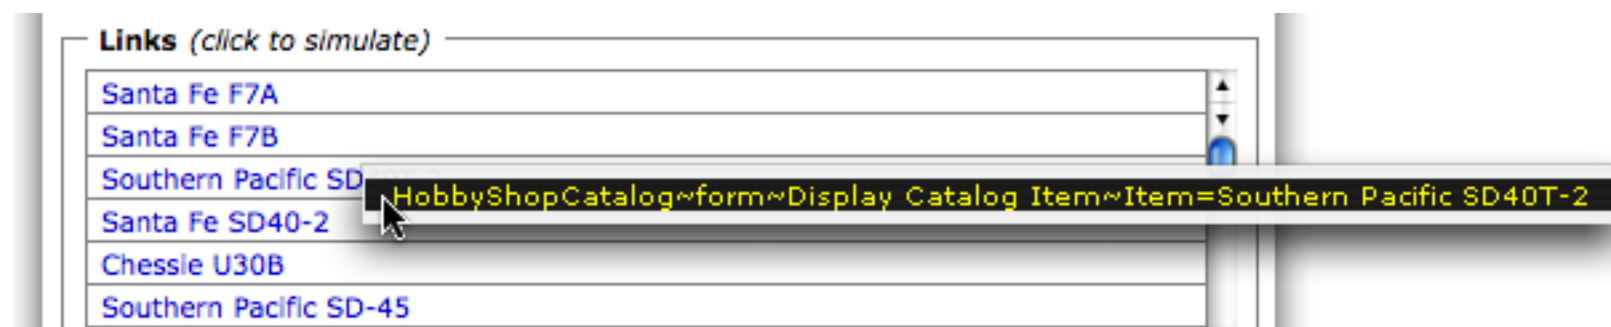 Links (click to simulate)
Santa Fe F7A
Santa Fe F7B
Southern Pacific SD
HobbyShopCatalog~form~Display Catalog Item~Item=Southern Pacific SD40T-2
Santa Fe SD40-2
Chessie U30B
Southern Pacific SD-45